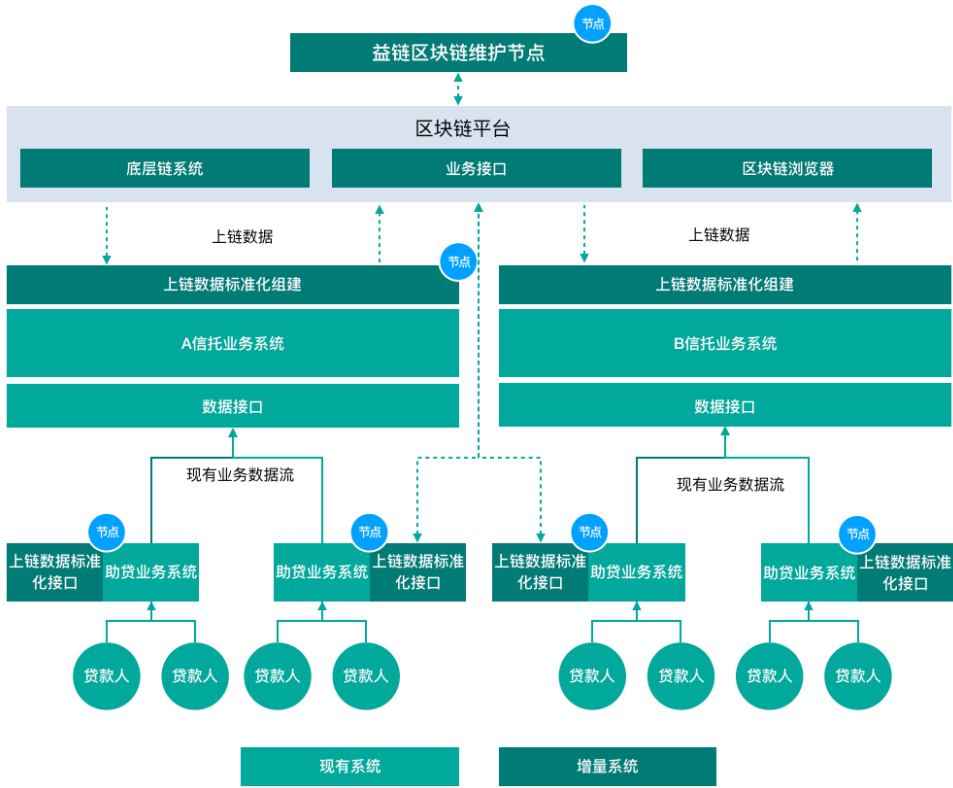 节点
益链区块链维护节点
区块链平台
底层链系统
业务接口
区块链浏览器
上链数据
上链数据
节点
上链数据标准化组建
上链数据标准化组建
A信托业务系统
B信托业务系统
数据接口
数据接口
现有业务数据流
现有业务数据流
节点
节点
节点
节点
上链数据标准
化接口
助贷业务系统
助贷业务系统
上链数据标准
化接口
上链数据标准
化接口
助贷业务系统
助贷业务系统
上链数据标准
化接口
贷款人
贷款人
贷款人
贷款人
贷款人
贷款人
贷款人
贷款人
现有系统
增量系统